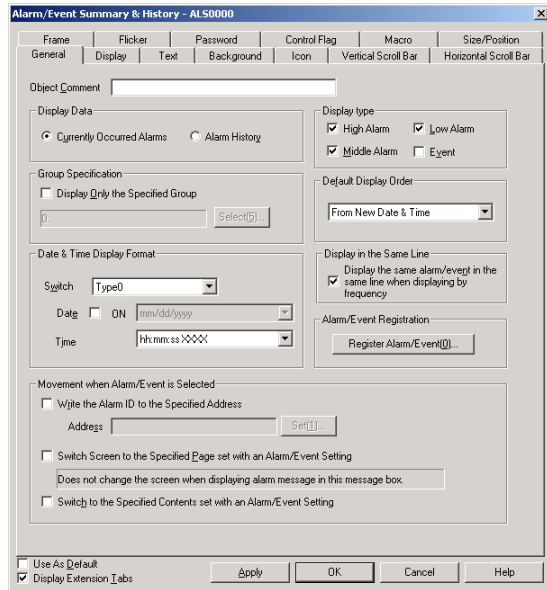 Alarm/Event Summary & History - ALS0000
Frame Flicker Password Control Flag Macro Size/Position
General Display Text Background Icon Vertical Scroll Bar Horizontal Scroll Bar
Object Comment
Display Data
Currently Occurred Alarms Alarm History
Display type
High Alarm Low Alarm
Middle Alarm Event
Group Specification
Display Only the Specified Group
0 Select(5)...
Default Display Order
From New Date & Time
Date & Time Display Format
Switch Type0
Date ON mm/dd/yyyy
Time hh:mm:ss XXXX
Display in the Same Line
Display the same alarm/event in the
same line when displaying by
frequency
Alarm/Event Registration
Register Alarm/Event(0)...
Movement when Alarm/Event is Selected
Write the Alarm ID to the Specified Address
Address Set(1)...
Switch Screen to the Specified Page set with an Alarm/Event Setting
Does not change the screen when displaying alarm message in this message box.
Switch to the Specified Contents set with an Alarm/Event Setting
Use As Default
Display Extension Tabs
Apply OK Cancel Help